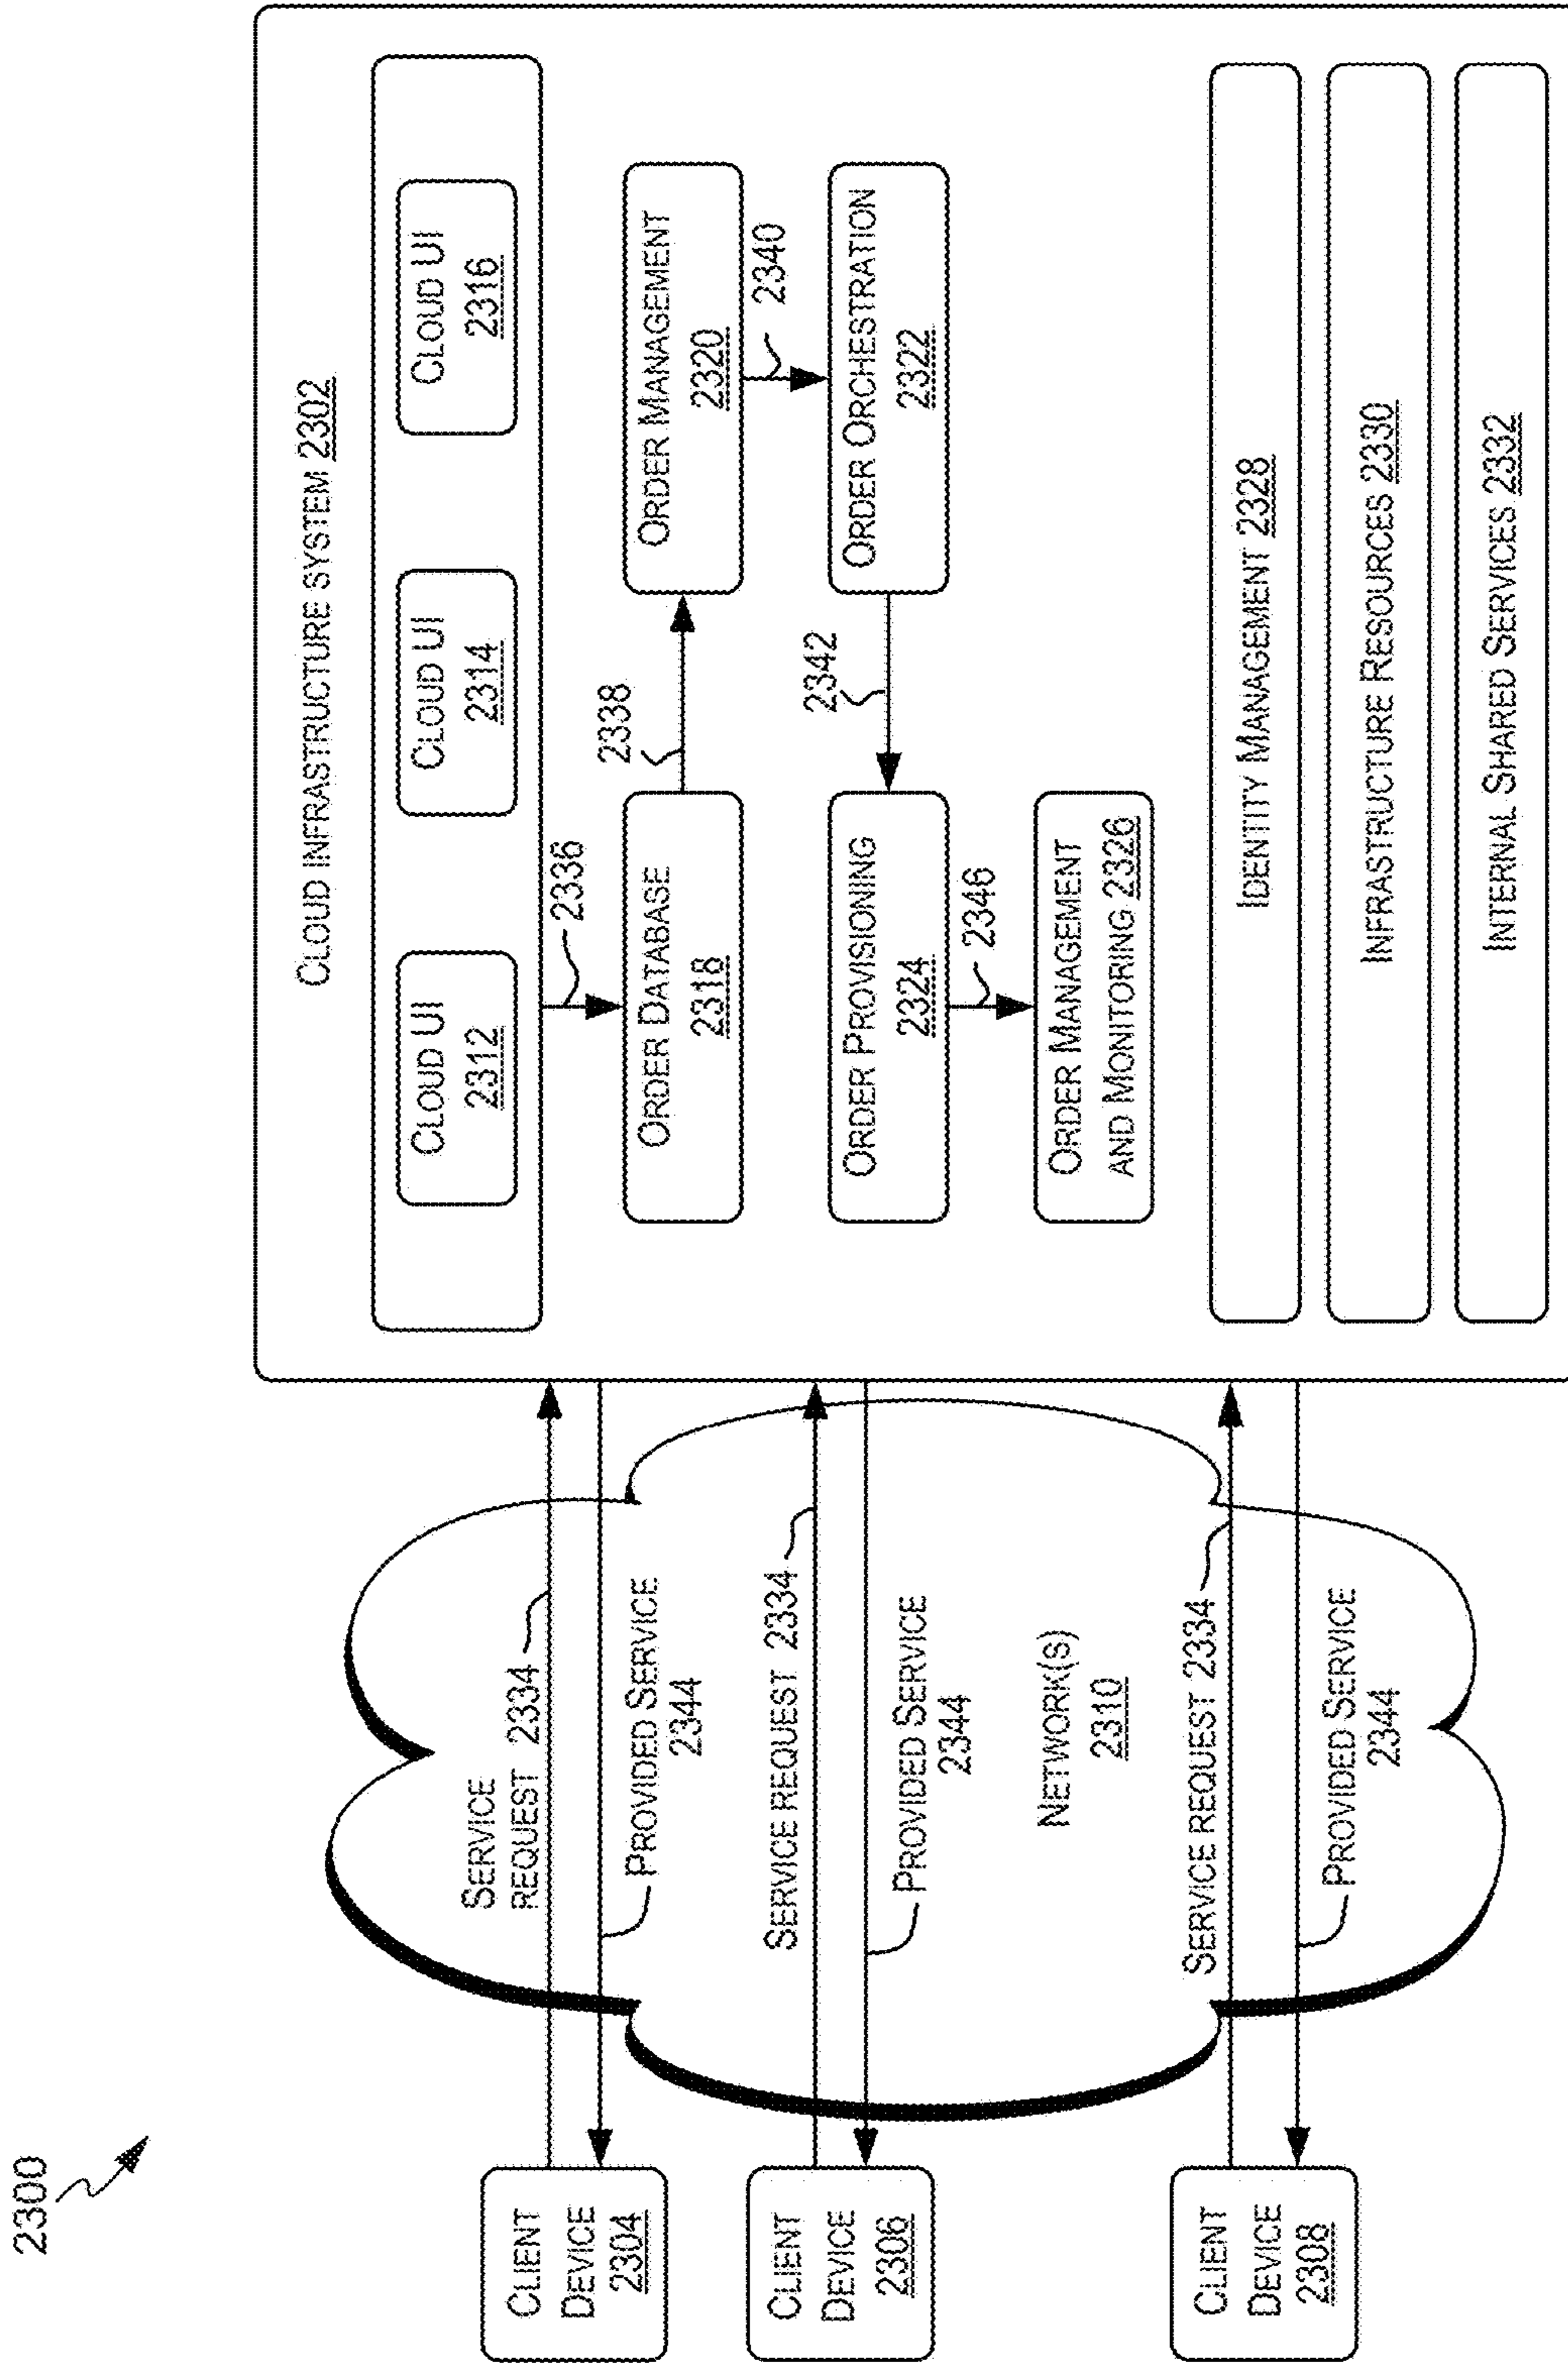 2300
CLOUD INFRASTRUCTURE SYSTEM 2302
CLOUD UI
2312
CLOUD UI
2314
CLOUD UI
2316
2336
ORDER DATABASE
2318
2338
ORDER MANAGEMENT
2320
2340
ORDER ORCHESTRATION
2322
2342
ORDER PROVISIONING
2324
2346
ORDER MANAGEMENT
AND MONITORING 2326
IDENTITY MANAGEMENT 2328
INFRASTRUCTURE RESOURCES 2330
INTERNAL SHARED SERVICES 2332
CLIENT
DEVICE
2304
SERVICE
REQUEST 2334
PROVIDED SERVICE
2344
CLIENT
DEVICE
2306
SERVICE REQUEST 2334
PROVIDED SERVICE
2344
NETWORK(S)
2310
CLIENT
DEVICE
2308
SERVICE REQUEST 2334
PROVIDED SERVICE
2344